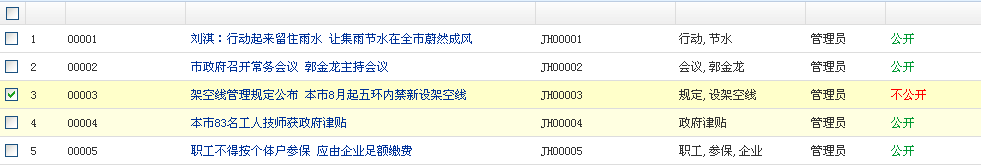 1 00001 刘淇：行动起来留住雨水 让集雨节水在全市蔚然成风 JH00001 行动,节水 管理员 公开
2 00002 市政府召开常务会议 郭金龙主持会议 JH00002 会议,郭金龙 管理员 公开
3 00003 架空线管理规定公布 本市8月起五环内禁新设架空线 JH00003 规定,设架空线 管理员 不公开
4 00004 本市83名工人技师获政府津贴 JH00004 政府津贴 管理员 公开
5 00005 职工不得按个体户参保 应由企业足额缴费 JH00005 职工,参保,企业 管理员 公开